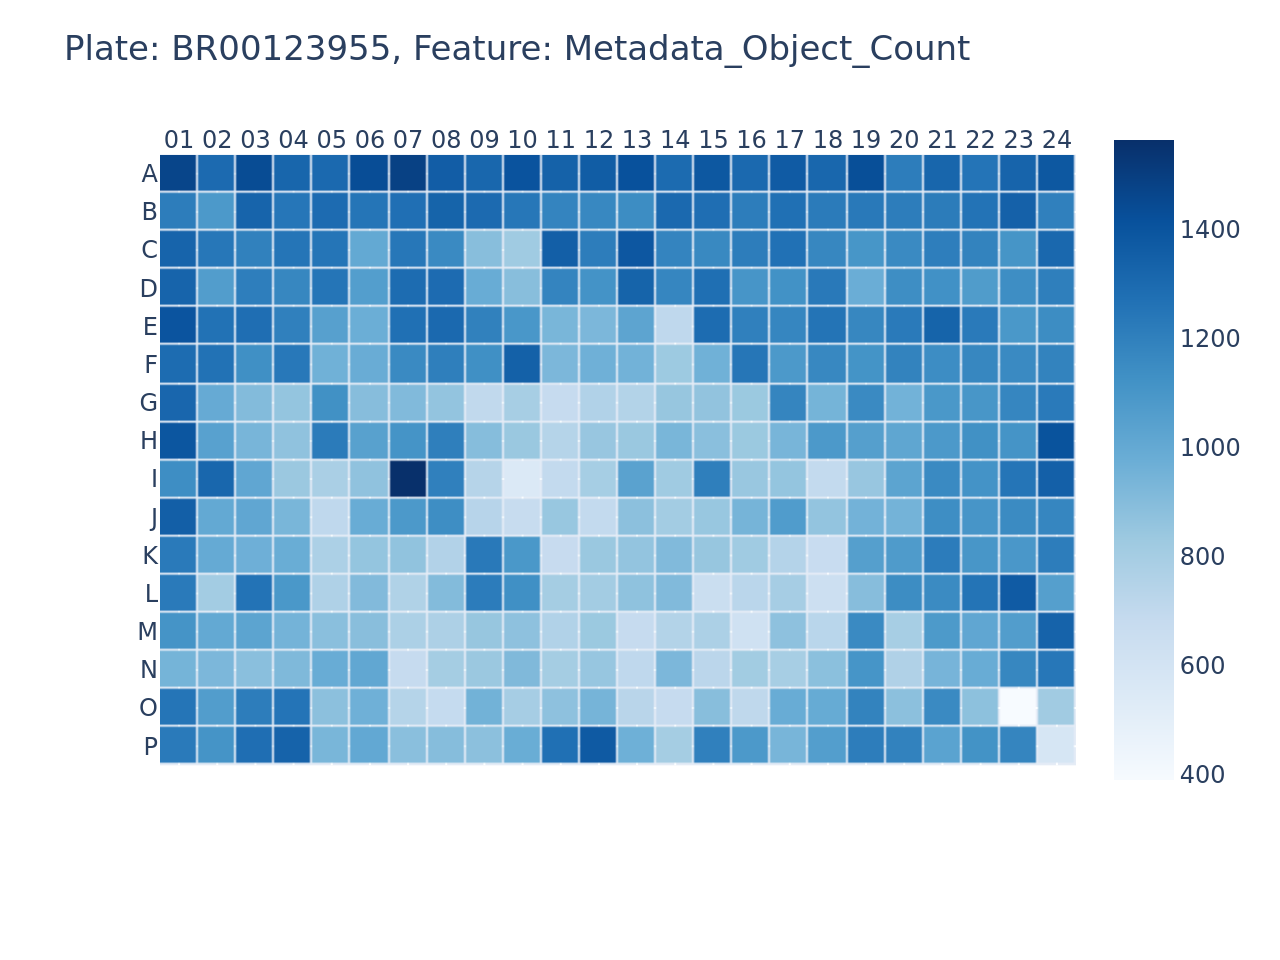 Plate: BR00123955, Feature: Metadata_Object_Count
01 02 03 04 05 06 07 08 09 10 11 12 13 14 15 16 17 18 19 20 21 22 23 24
A
B
C
D
E
F
G
H
I
J
K
L
M
N
O
P
1400
1200
1000
800
600
400